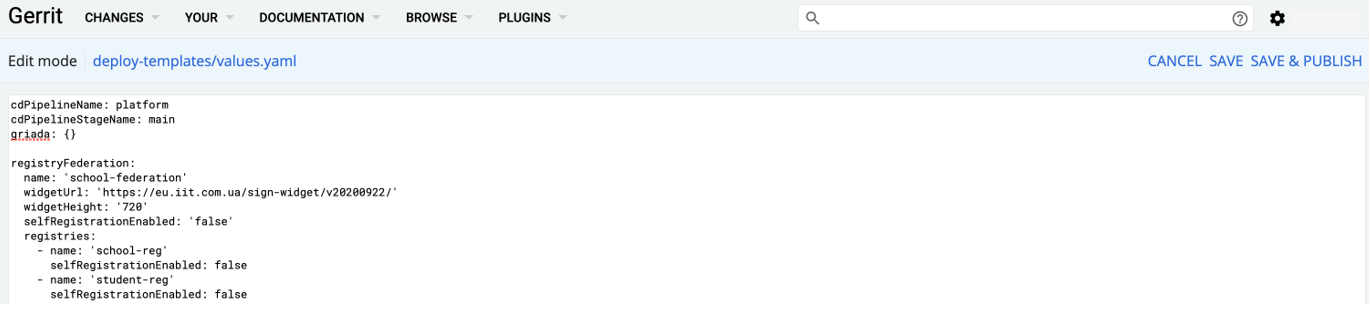 Gerrit CHANGES YOUR DOCUMENTATION BROWSE PLUGINS
Edit mode deploy-templates/values.yaml CANCEL SAVE SAVE & PUBLISH
cdPipelineName: platform
cdPipelineStageName: main
griada: {}
registryFederation:
  name: 'school-federation'
  widgetUrl: 'https://eu.iit.com.ua/sign-widget/v20200922/'
  widgetHeight: '720'
  selfRegistrationEnabled: 'false'
  registries:
    - name: 'school-reg'
      selfRegistrationEnabled: false
    - name: 'student-reg'
      selfRegistrationEnabled: false